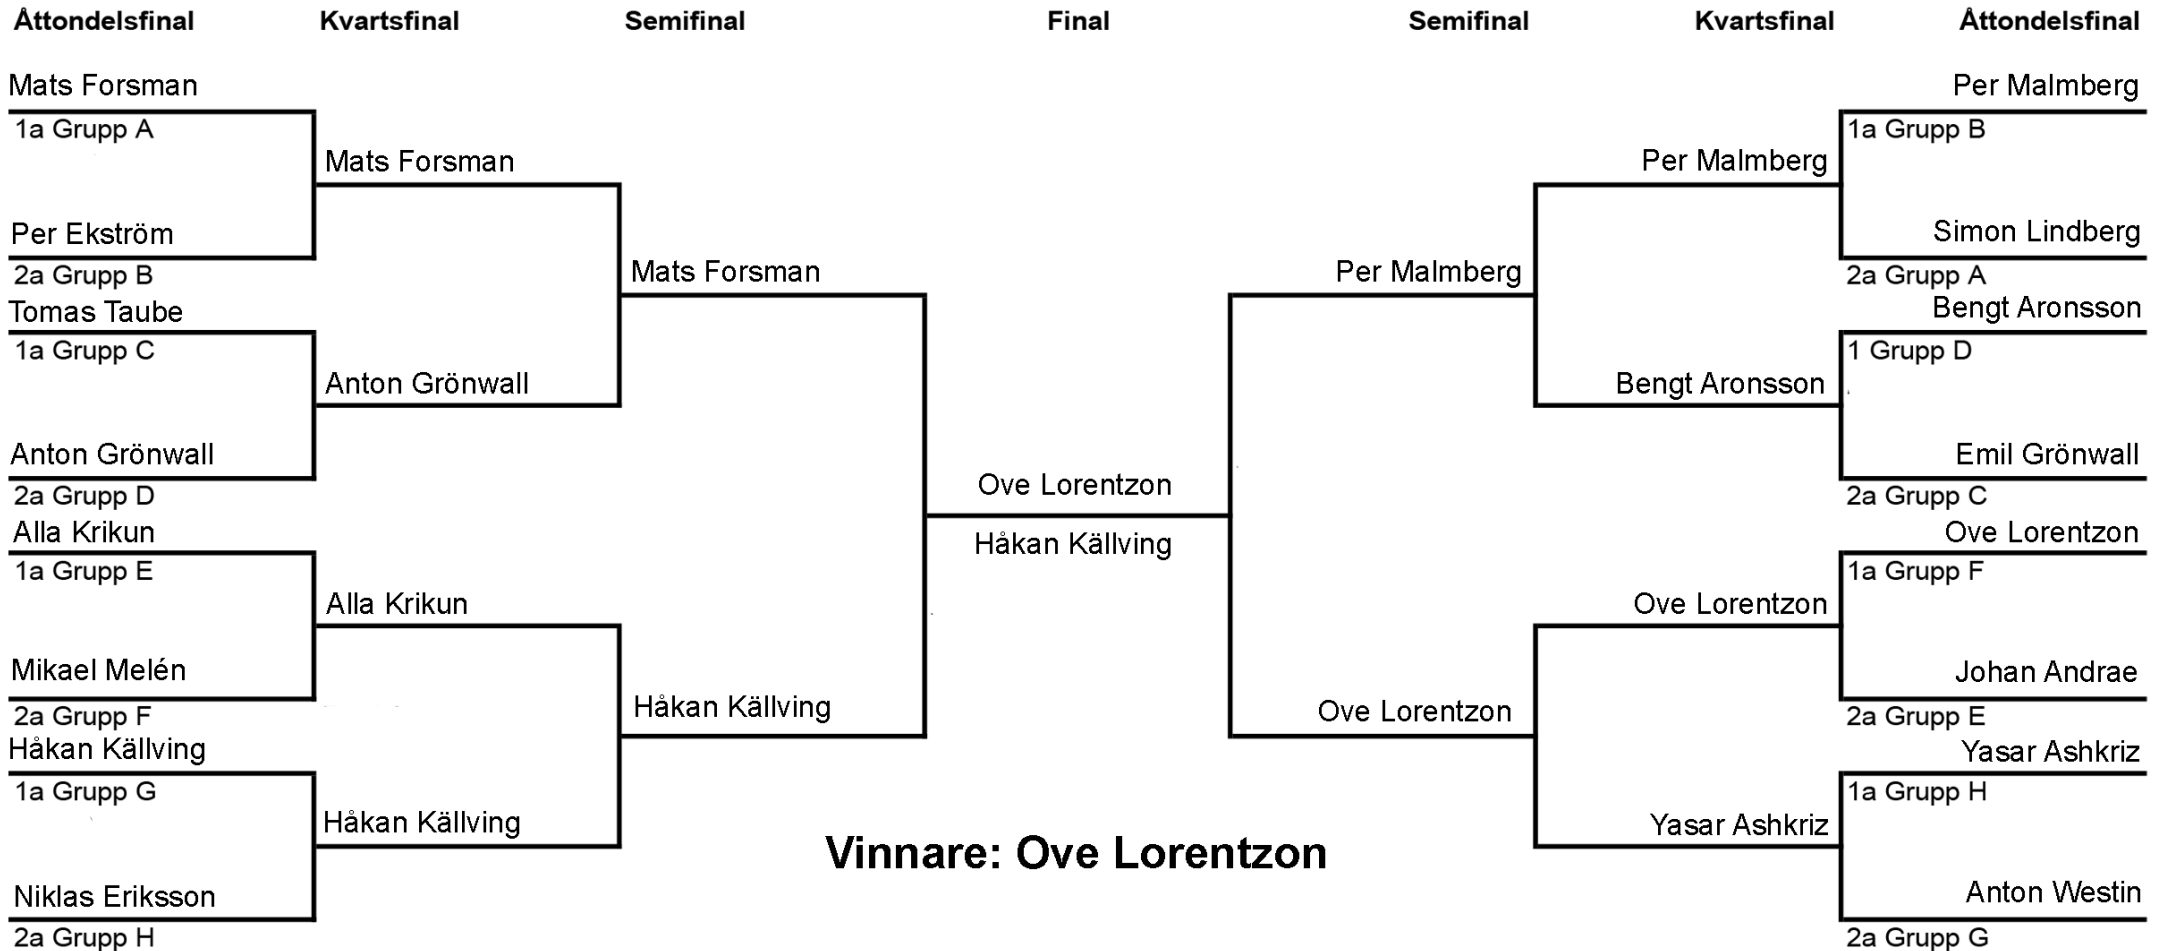 Åttondelsfinal
Kvartsfinal
Semifinal
Final
Semifinal
Kvartsfinal
Åttondelsfinal
Mats Forsman
1a Grupp A
Per Ekström
2a Grupp B
Tomas Taube
1a Grupp C
Anton Grönwall
2a Grupp D
Alla Krikun
1a Grupp E
Mikael Melén
2a Grupp F
Håkan Källving
1a Grupp G
Niklas Eriksson
2a Grupp H
Mats Forsman
Anton Grönwall
Alla Krikun
Håkan Källving
Mats Forsman
Håkan Källving
Ove Lorentzon
Håkan Källving
Vinnare: Ove Lorentzon
Per Malmberg
Ove Lorentzon
Per Malmberg
Bengt Aronsson
Ove Lorentzon
Yasar Ashkriz
Per Malmberg
1a Grupp B
Simon Lindberg
2a Grupp A
Bengt Aronsson
1 Grupp D
Emil Grönwall
2a Grupp C
Ove Lorentzon
1a Grupp F
Johan Andrae
2a Grupp E
Yasar Ashkriz
1a Grupp H
Anton Westin
2a Grupp G